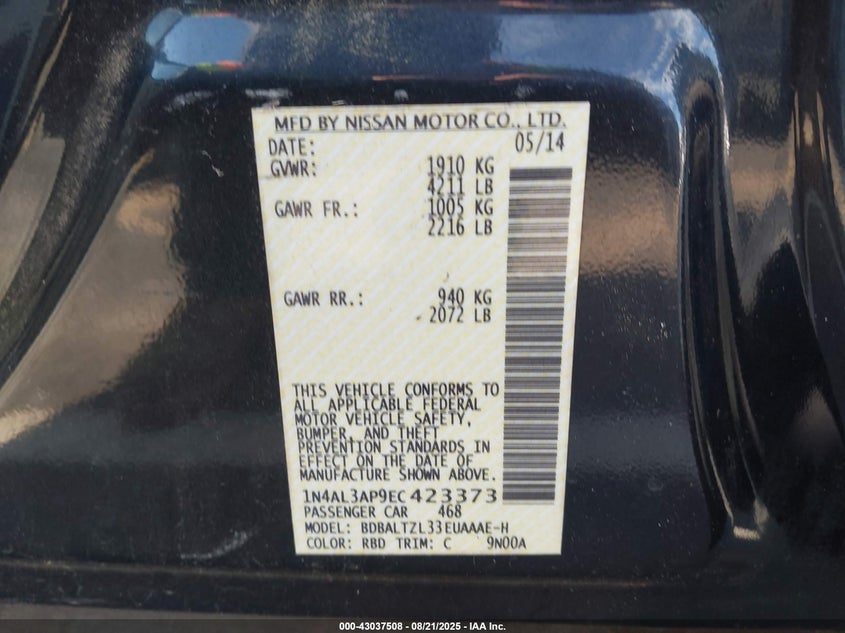 MFD BY NISSAN MOTOR CO., LTD.
DATE: 05/14
GVWR: 1910 KG
4211 LB
GAWR FR.: 1005 KG
2216 LB
GAWR RR.: 940 KG
2072 LB
THIS VEHICLE CONFORMS TO
ALL APPLICABLE FEDERAL
MOTOR VEHICLE SAFETY,
BUMPER, AND THEFT
PREVENTION STANDARDS IN
EFFECT ON THE DATE OF
MANUFACTURE SHOWN ABOVE.
1N4AL3AP9EC423373
PASSENGER CAR 468
MODEL: BDBALTZL33EUAAAE-H
COLOR: RBD TRIM: C 9N00A
000-43037508 - 08/21/2025 - IAA Inc.